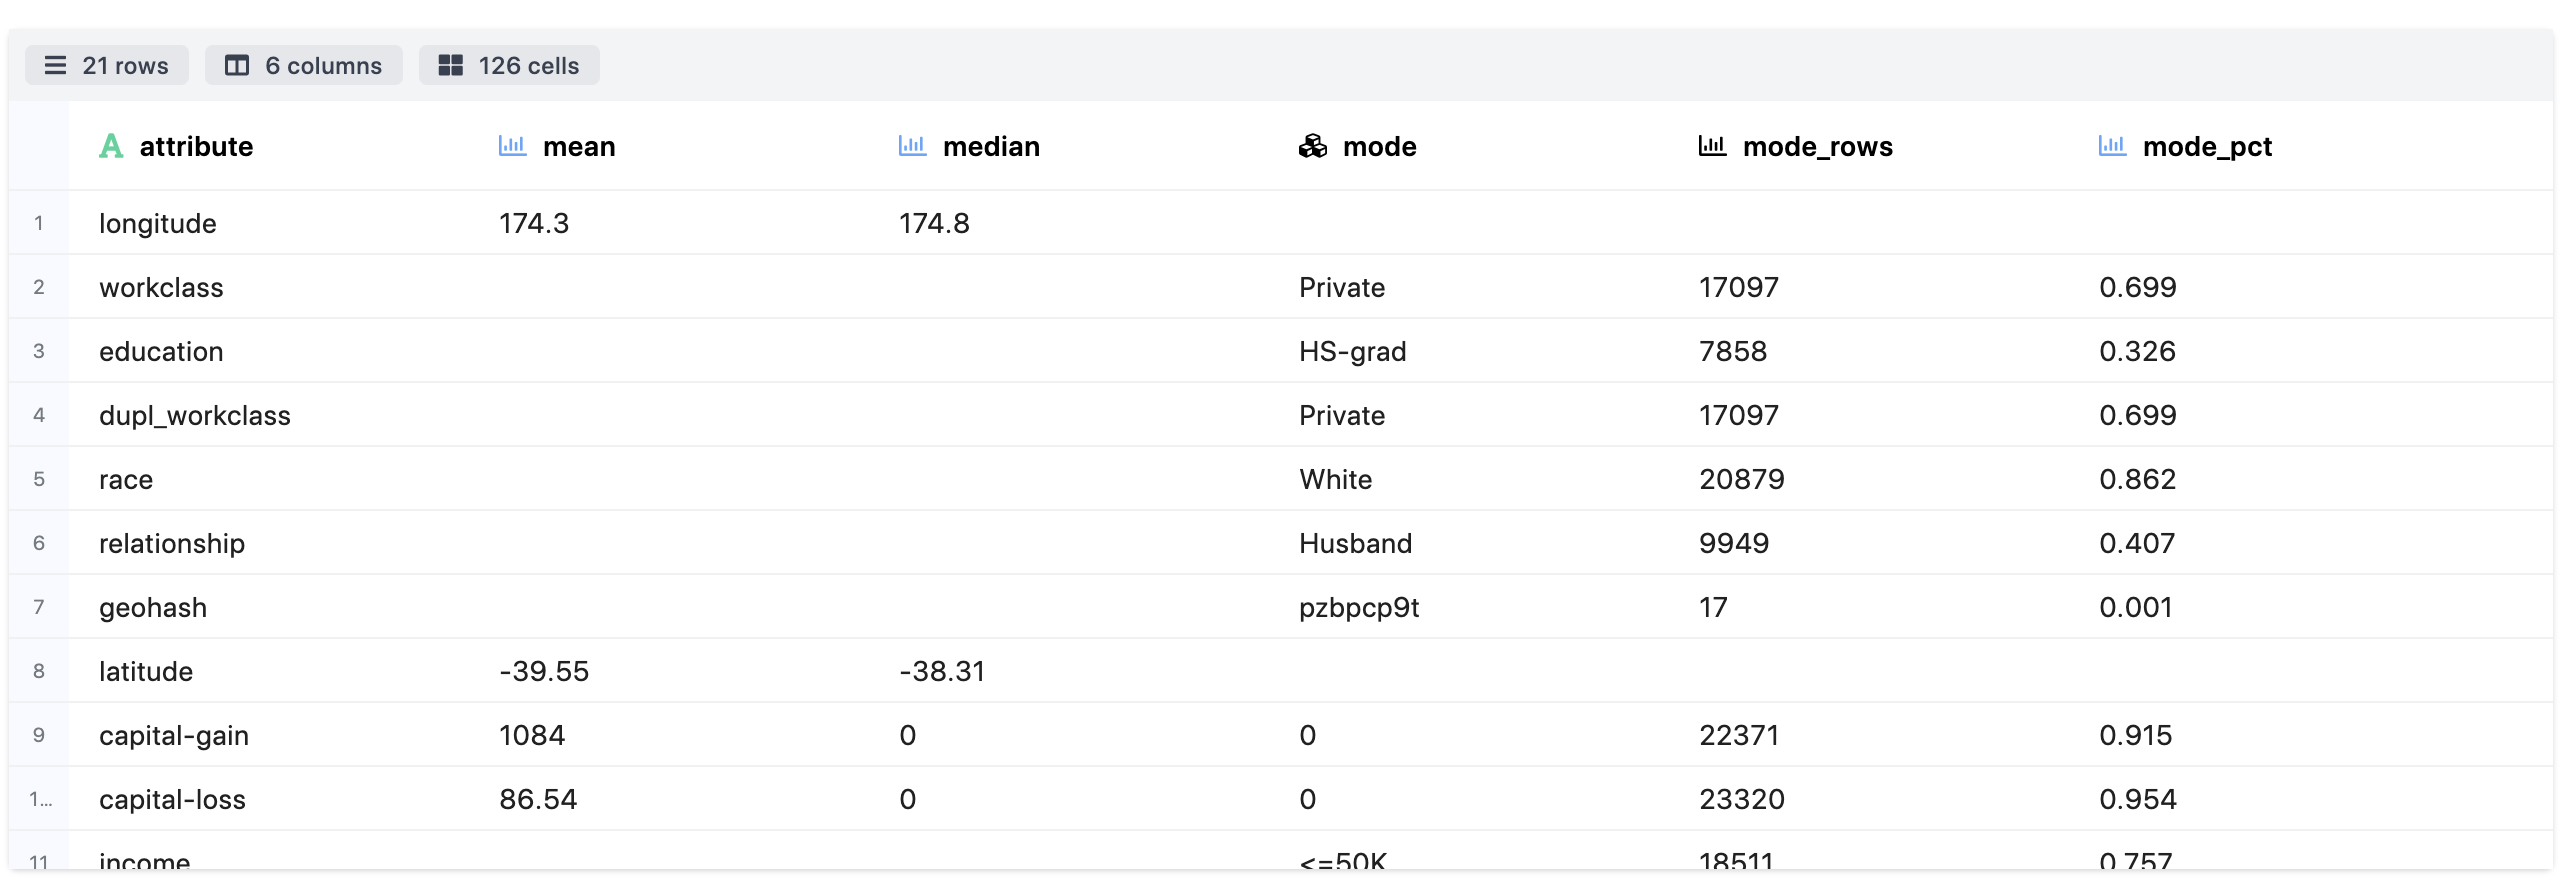 21 rows 6 columns 126 cells
attribute mean median mode mode_rows mode_pct
1 longitude 174.3 174.8
2 workclass Private 17097 0.699
3 education HS-grad 7858 0.326
4 dupl_workclass Private 17097 0.699
5 race White 20879 0.862
6 relationship Husband 9949 0.407
7 geohash pzbpcp9t 17 0.001
8 latitude -39.55 -38.31
9 capital-gain 1084 0 0 22371 0.915
1... capital-loss 86.54 0 0 23320 0.954
11 income <=50K 18511 0.757